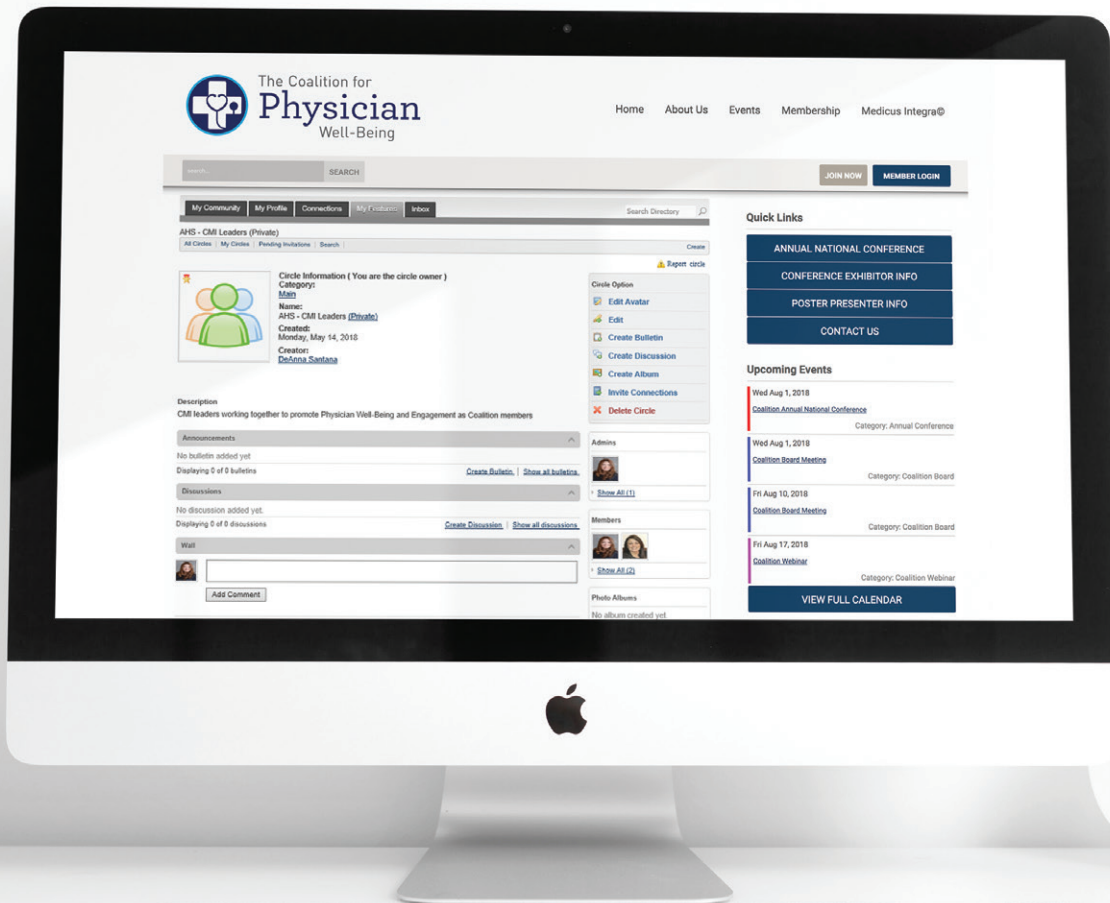 The Coalition for
Physician
Well-Being
Home About Us Events Membership Medicus Integra©
search... SEARCH
JOIN NOW MEMBER LOGIN
My Community My Profile Connections My Features Inbox
Search Directory
AHS - CMI Leaders (Private)
All Circles | My Circles | Pending Invitations | Search |
Create
Report circle
Circle Information ( You are the circle owner )
Category:
Main
Name:
AHS - CMI Leaders (Private)
Created:
Monday, May 14, 2018
Creator:
DeAnna Santana
Description
CMI leaders working together to promote Physician Well-Being and Engagement as Coalition members
Announcements
No bulletin added yet
Displaying 0 of 0 bulletins Create Bulletin | Show all bulletins
Discussions
No discussion added yet.
Displaying 0 of 0 discussions Create Discussion | Show all discussions
Wall
Add Comment
Circle Option
Edit Avatar
Edit
Create Bulletin
Create Discussion
Create Album
Invite Connections
Delete Circle
Admins
Show All (1)
Members
Show All (2)
Photo Albums
No album created yet.
Quick Links
ANNUAL NATIONAL CONFERENCE
CONFERENCE EXHIBITOR INFO
POSTER PRESENTER INFO
CONTACT US
Upcoming Events
Wed Aug 1, 2018
Coalition Annual National Conference
Category: Annual Conference
Wed Aug 1, 2018
Coalition Board Meeting
Category: Coalition Board
Fri Aug 10, 2018
Coalition Board Meeting
Category: Coalition Board
Fri Aug 17, 2018
Coalition Webinar
Category: Coalition Webinar
VIEW FULL CALENDAR